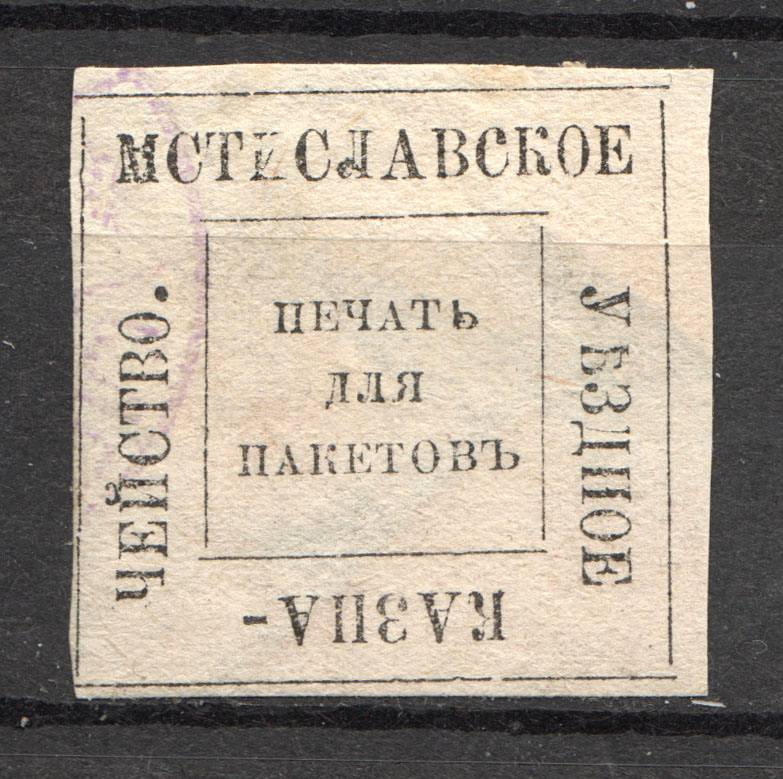 МСТИСЛАВСКОЕ
УѢЗДНОЕ
КАЗНА-
ЧЕЙСТВО.
ПЕЧАТЬ
ДЛЯ
ПАКЕТОВЪ